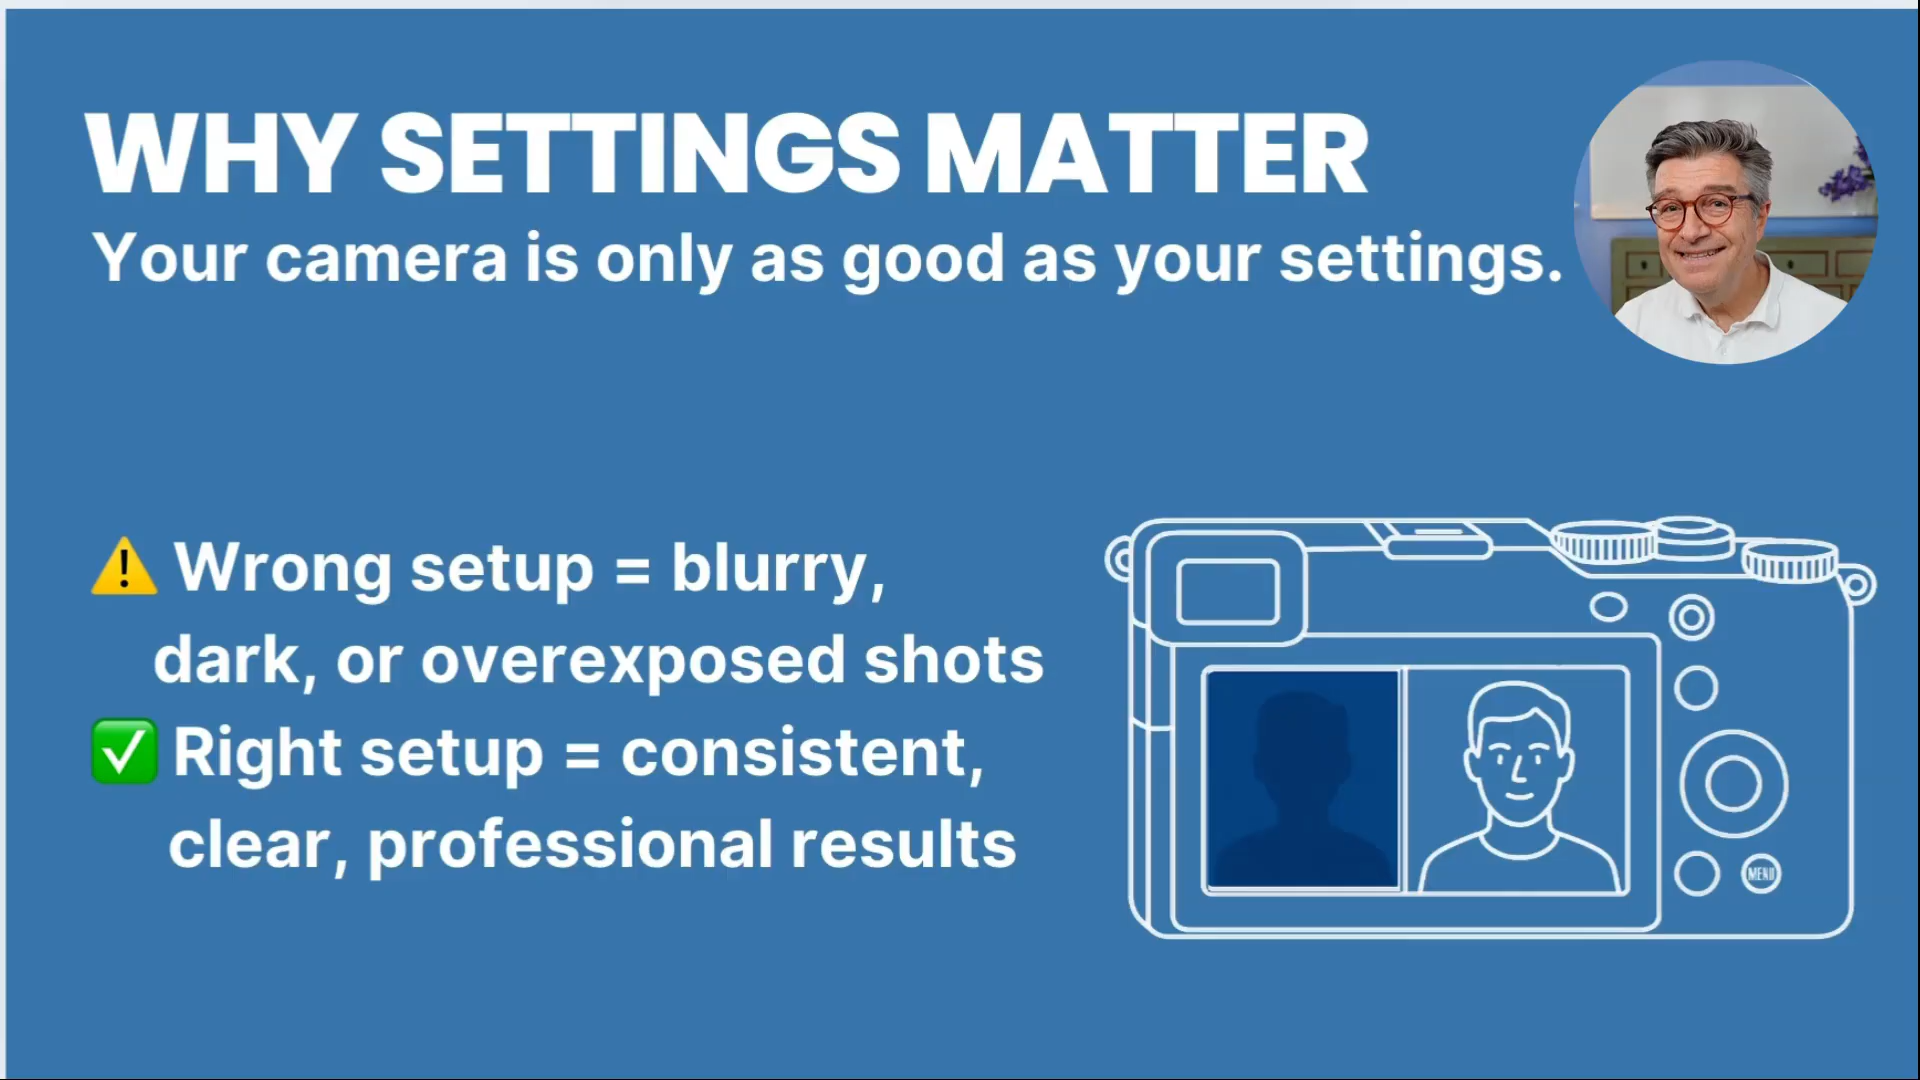 WHY SETTINGS MATTER
Your camera is only as good as your settings.
⚠️ Wrong setup = blurry,
dark, or overexposed shots
✅ Right setup = consistent,
clear, professional results
MENU